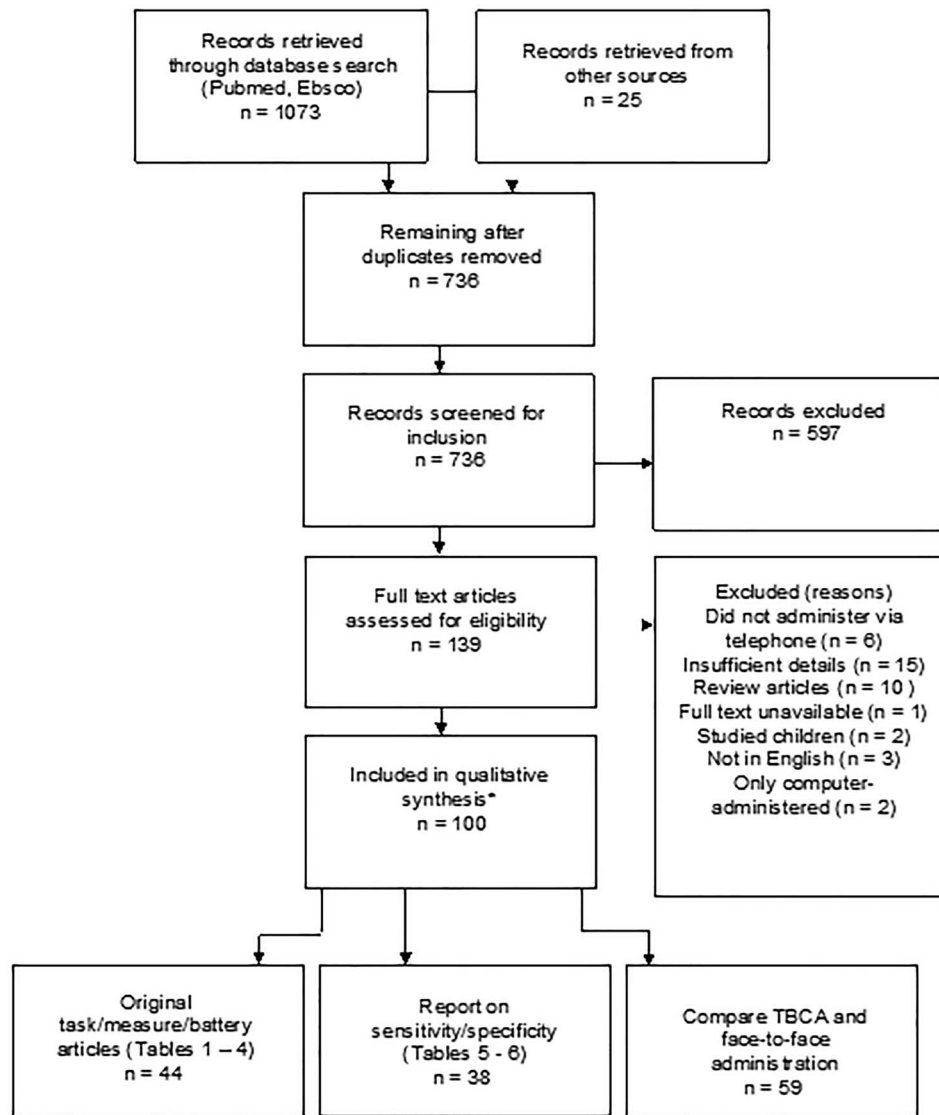 Records retrieved
through database search
(Pubmed, Ebsco)
n = 1073
Records retrieved from
other sources
n = 25
Remaining after
duplicates removed
n = 736
Records screened for
inclusion
n = 736
Records excluded
n = 597
Full text articles
assessed for eligibility
n = 139
Excluded (reasons)
Did not administer via
telephone (n = 6)
Insufficient details (n = 15)
Review articles (n = 10 )
Full text unavailable (n = 1)
Studied children (n = 2)
Not in English (n = 3)
Only computer-
administered (n = 2)
Included in qualitative
synthesis*
n = 100
Original
task/measure/battery
articles (Tables 1 – 4)
n = 44
Report on
sensitivity/specificity
(Tables 5 - 6)
n = 38
Compare TBCA and
face-to-face
administration
n = 59